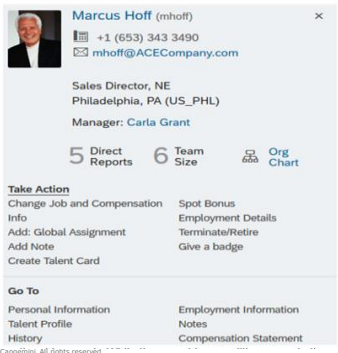 Marcus Hoff (mhoff)
+1 (653) 343 3490
mhoff@ACECompany.com
Sales Director, NE
Philadelphia, PA (US_PHL)
Manager: Carla Grant
5 Direct Reports 6 Team Size Org Chart
Take Action
Change Job and Compensation Spot Bonus
Info Employment Details
Add: Global Assignment Terminate/Retire
Add Note Give a badge
Create Talent Card
Go To
Personal Information Employment Information
Talent Profile Notes
History Compensation Statement
Capgemini. All rights reserved